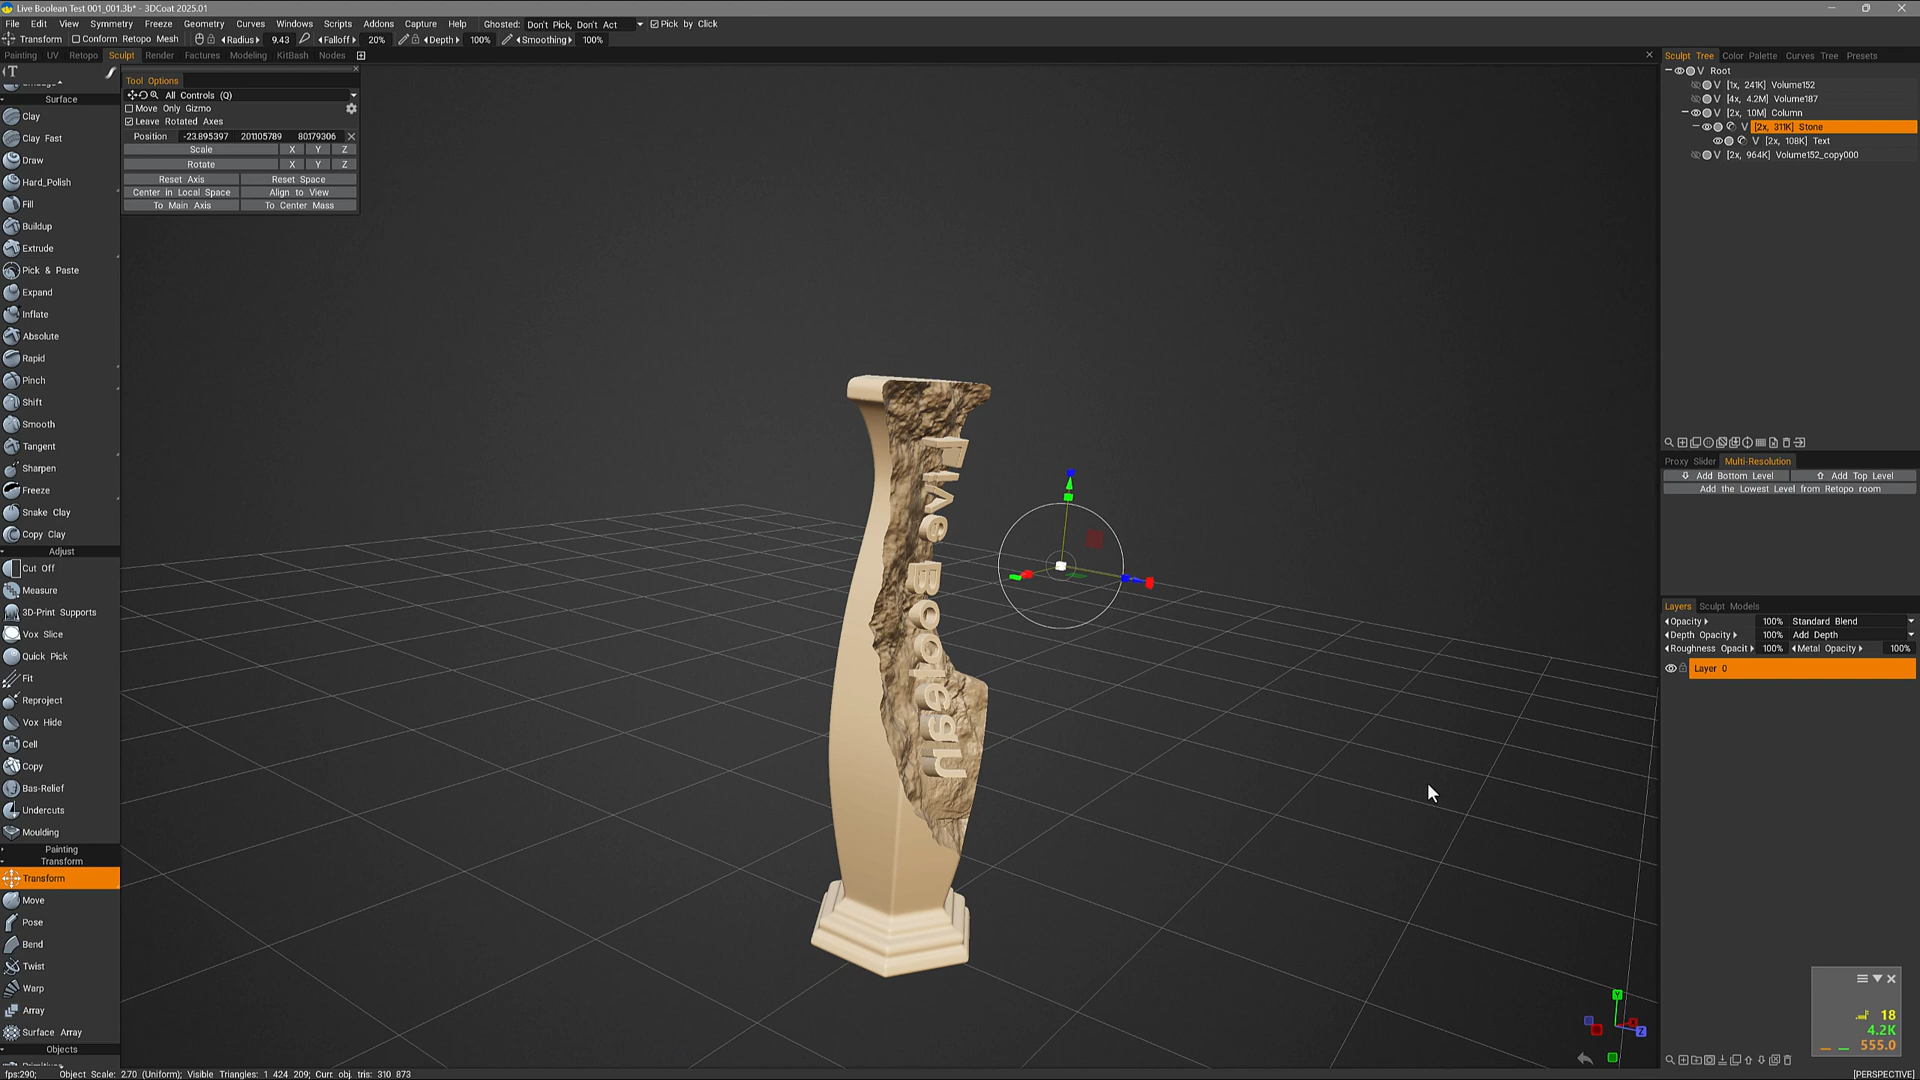 Live Boolean Test 001_001.3b* - 3DCoat 2025.01
File Edit View Symmetry Freeze Geometry Curves Windows Scripts Addons Capture Help Ghosted: Don't Pick, Don't Act Pick by Click
Transform Conform Retopo Mesh Radius 9.43 Falloff 20% Depth 100% Smoothing 100%
Painting UV Retopo Sculpt Render Factures Modeling KitBash Nodes
Surface
Clay
Clay Fast
Draw
Hard_Polish
Fill
Buildup
Extrude
Pick & Paste
Expand
Inflate
Absolute
Rapid
Pinch
Shift
Smooth
Tangent
Sharpen
Freeze
Snake Clay
Copy Clay
Adjust
Cut Off
Measure
3D-Print Supports
Vox Slice
Quick Pick
Fit
Reproject
Vox Hide
Cell
Copy
Bas-Relief
Undercuts
Moulding
Painting
Transform
Transform
Move
Pose
Bend
Twist
Warp
Array
Surface Array
Objects
Tool Options
All Controls (Q)
Move Only Gizmo
Leave Rotated Axes
Position -23.895397 201.105789 80.179306
Scale X Y Z
Rotate X Y Z
Reset Axis Reset Space
Center in Local Space Align to View
To Main Axis To Center Mass
Live Boolean
Sculpt Tree Color Palette Curves Tree Presets
V Root
V [1x, 241K] Volume152
V [4x, 4.2M] Volume187
V [2x, 1.0M] Column
V [2x, 311K] Stone
V [2x, 108K] Text
V [2x, 964K] Volume152_copy000
Proxy Slider Multi-Resolution
Add Bottom Level Add Top Level
Add the Lowest Level from Retopo room
Layers Sculpt Models
Opacity 100% Standard Blend
Depth Opacity 100% Add Depth
Roughness Opacit 100% Metal Opacity 100%
Layer 0
18
4.2K
555.0
Y
Z
fps:290; Object Scale: 2.70 (Uniform); Visible Triangles: 1 424 209; Curr. obj. tris: 310 873
[PERSPECTIVE]